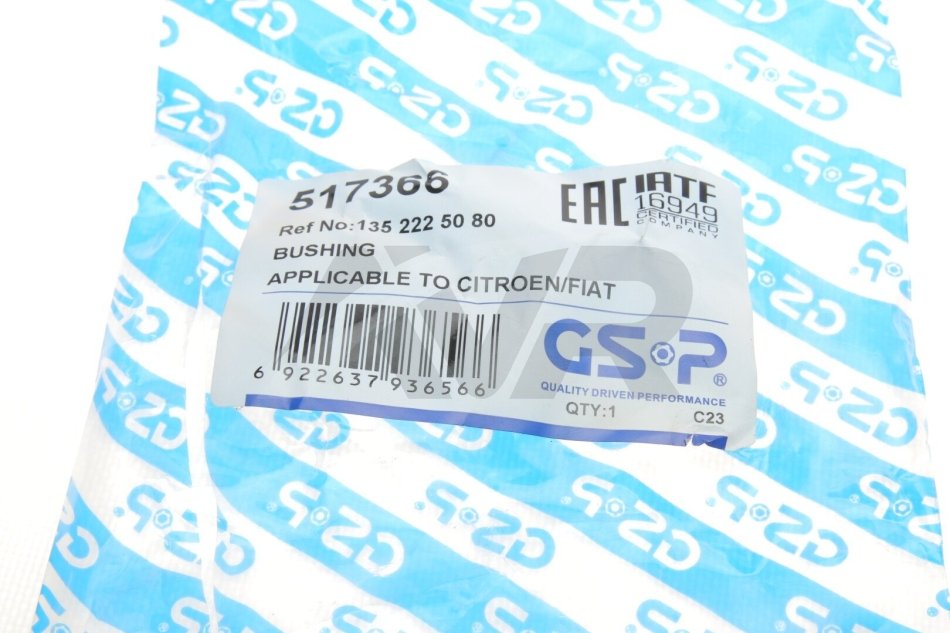 517366
EAC
IATF
16949
CERTIFIED
COMPANY
Ref No:135 222 50 80
BUSHING
APPLICABLE TO CITROEN/FIAT
6 922637 936566
GS·P®
QUALITY DRIVEN PERFORMANCE
QTY:1
C23